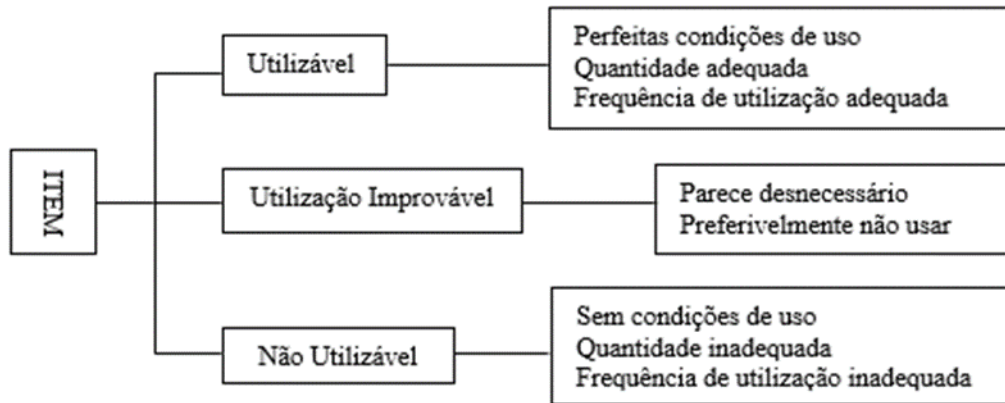 ITEM
Utilizável
Perfeitas condições de uso
Quantidade adequada
Frequência de utilização adequada
Utilização Improvável
Parece desnecessário
Preferivelmente não usar
Não Utilizável
Sem condições de uso
Quantidade inadequada
Frequência de utilização inadequada